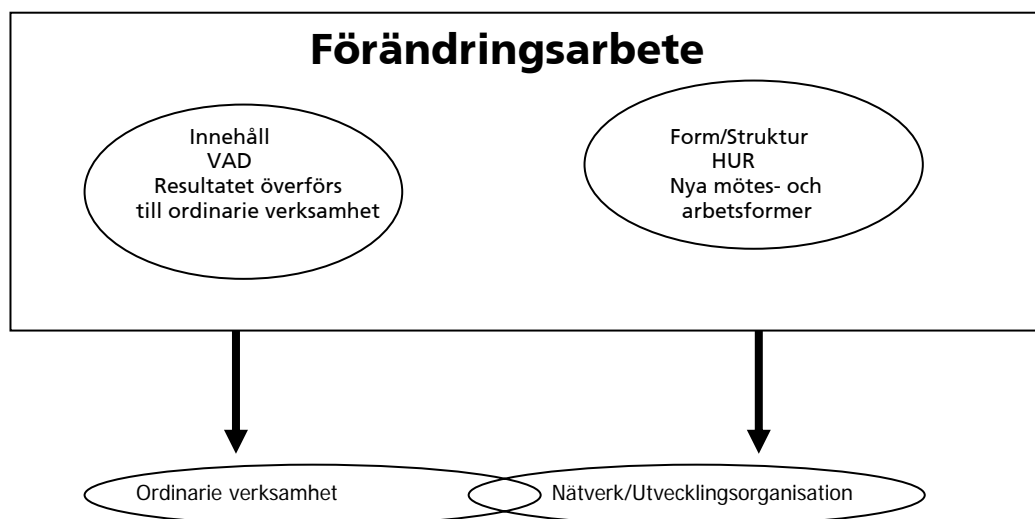 Förändringsarbete
Innehåll
VAD
Resultatet överförs
till ordinarie verksamhet
Form/Struktur
HUR
Nya mötes- och
arbetsformer
Ordinarie verksamhet
Nätverk/Utvecklingsorganisation